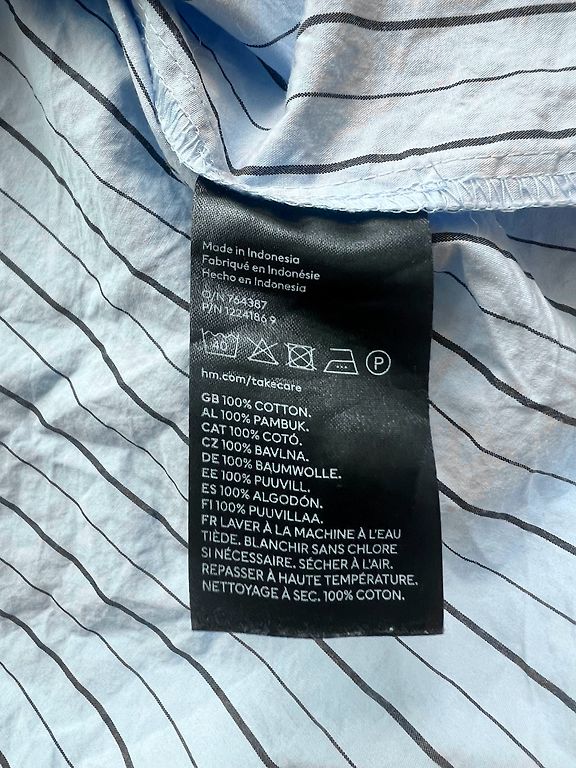 Made in Indonesia
Fabriqué en Indonésie
Hecho en Indonesia
O/N 764387
P/N 1224186 9
40
P
hm.com/takecare
GB 100% COTTON.
AL 100% PAMBUK.
CAT 100% COTÓ.
CZ 100% BAVLNA.
DE 100% BAUMWOLLE.
EE 100% PUUVILL.
ES 100% ALGODÓN.
FI 100% PUUVILLAA.
FR LAVER À LA MACHINE À L'EAU
TIÈDE. BLANCHIR SANS CHLORE
SI NÉCESSAIRE. SÉCHER À L'AIR.
REPASSER À HAUTE TEMPÉRATURE.
NETTOYAGE À SEC. 100% COTON.